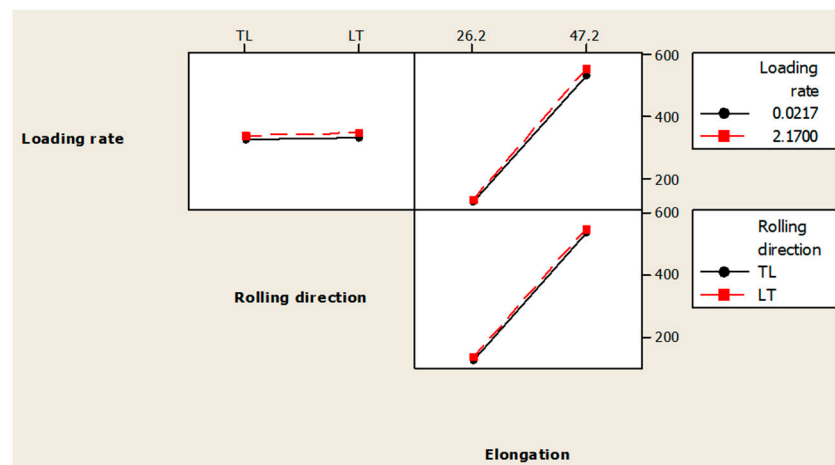 TL LT 26.2 47.2
600
Loading rate
400
200
Loading
rate
0.0217
2.1700
600
Rolling direction
400
200
Rolling
direction
TL
LT
Elongation